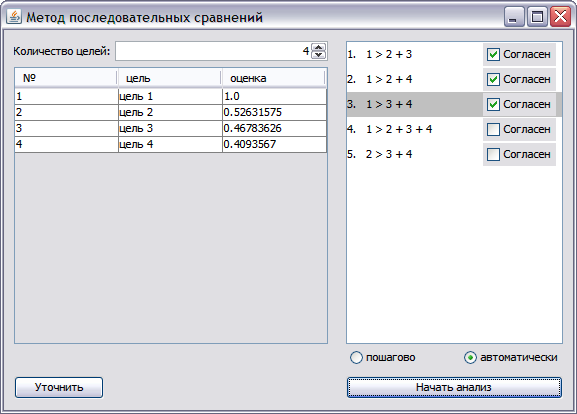 Метод последовательных сравнений
Количество целей: 4
№ цель оценка
1 цель 1 1.0
2 цель 2 0.52631575
3 цель 3 0.46783626
4 цель 4 0.4093567
1. 1 > 2 + 3 Согласен
2. 1 > 2 + 4 Согласен
3. 1 > 3 + 4 Согласен
4. 1 > 2 + 3 + 4 Согласен
5. 2 > 3 + 4 Согласен
пошагово автоматически
Уточнить Начать анализ